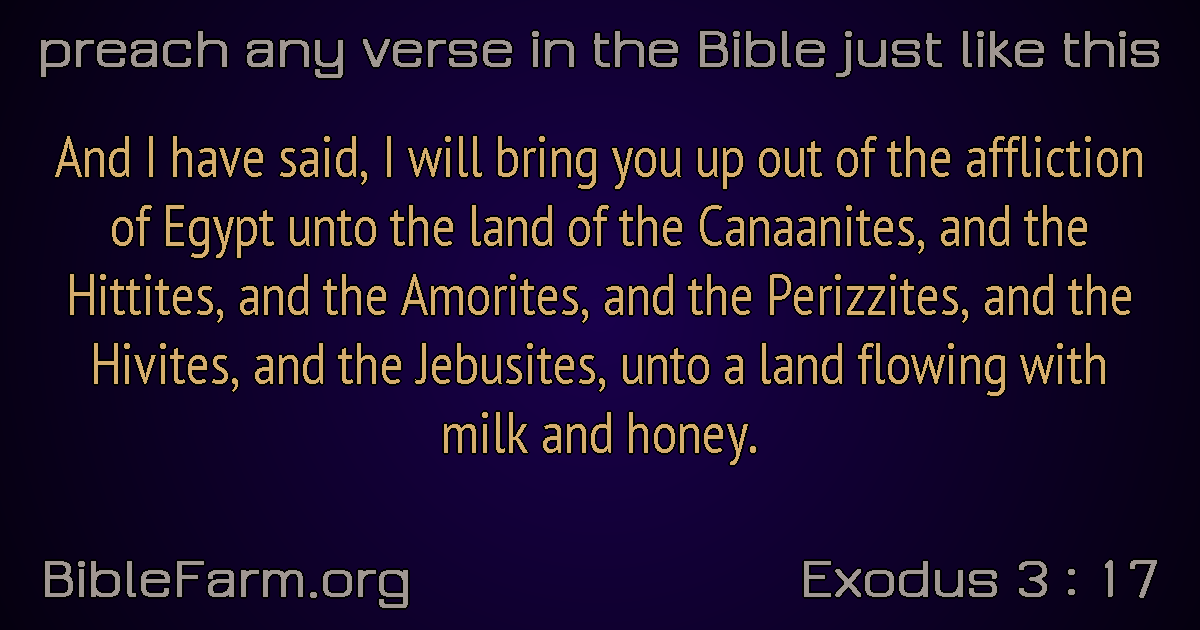 preach any verse in the Bible just like this
And I have said, I will bring you up out of the affliction
of Egypt unto the land of the Canaanites, and the
Hittites, and the Amorites, and the Perizzites, and the
Hivites, and the Jebusites, unto a land flowing with
milk and honey.
BibleFarm.org
Exodus 3 : 17